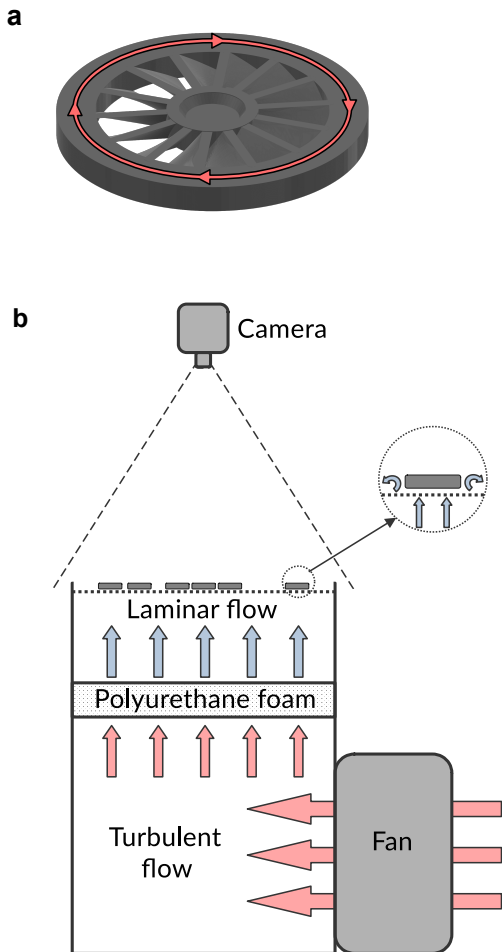 a
b
Camera
Laminar flow
Polyurethane foam
Turbulent
flow
Fan